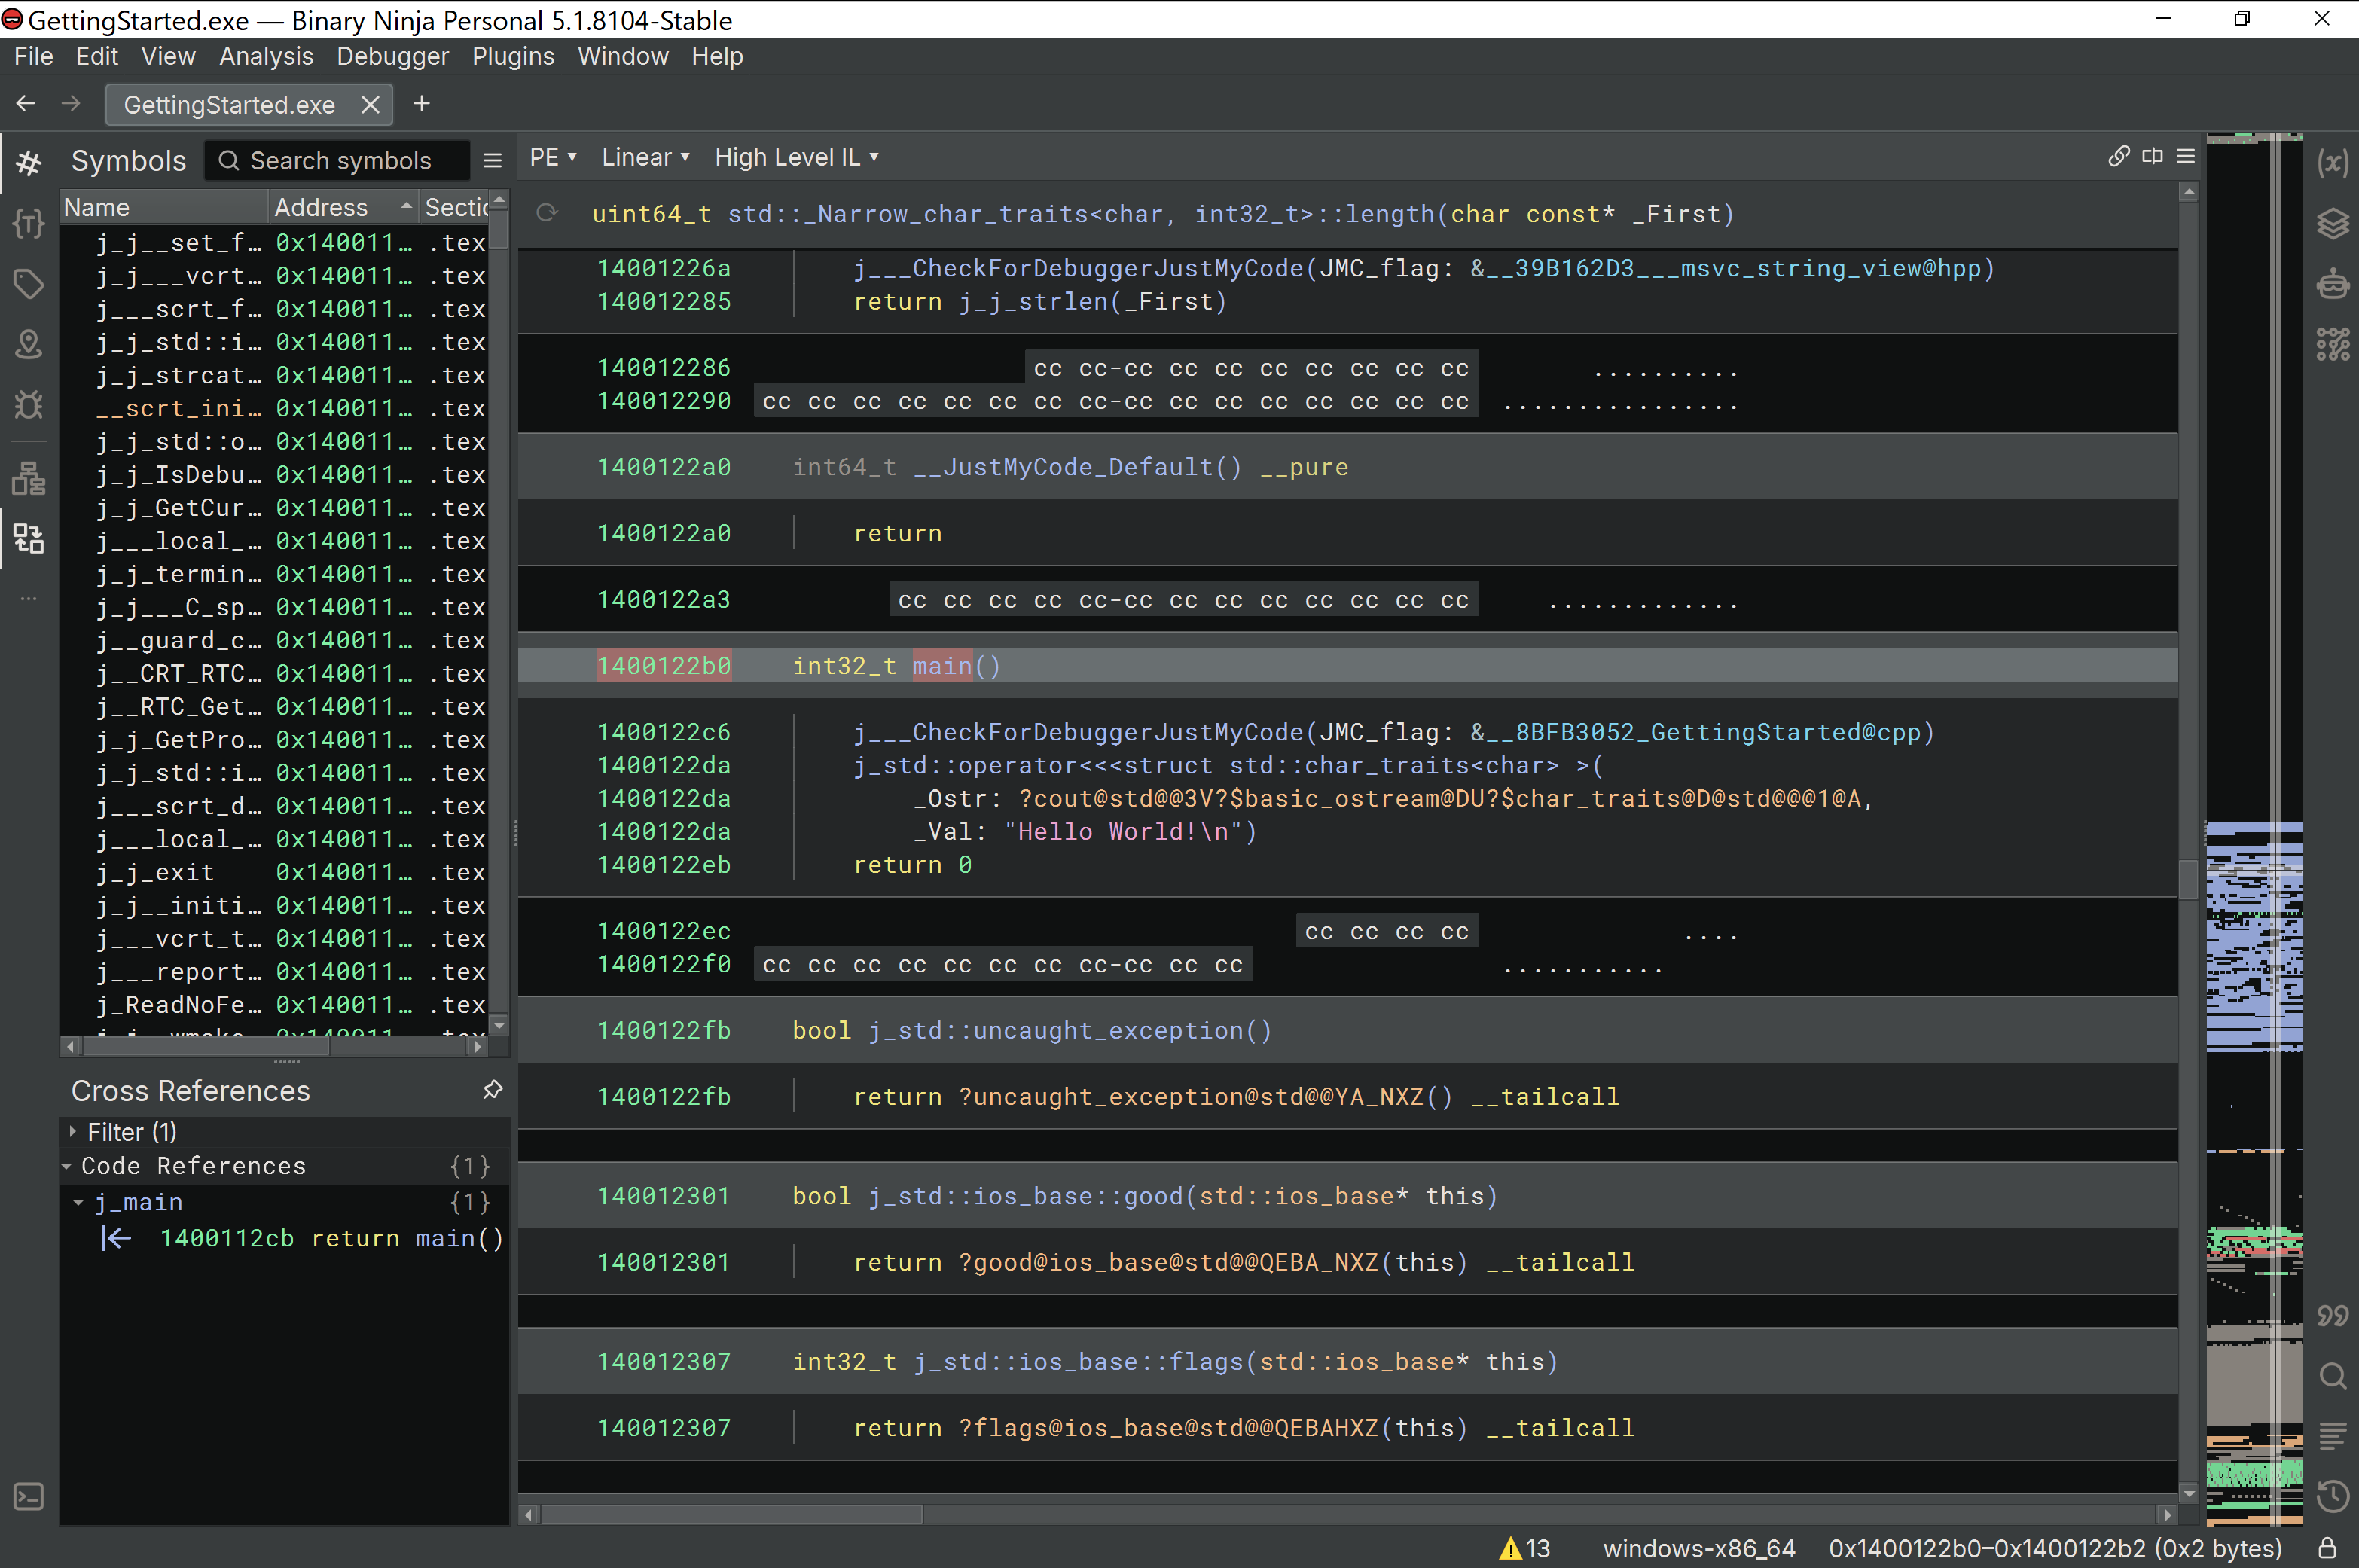 GettingStarted.exe — Binary Ninja Personal 5.1.8104-Stable
File Edit View Analysis Debugger Plugins Window Help
GettingStarted.exe
Symbols
Search symbols
Name Address Sectio
j_j__set_f… 0x140011… .tex
j_j___vcrt… 0x140011… .tex
j___scrt_f… 0x140011… .tex
j_j_std::i… 0x140011… .tex
j_j_strcat… 0x140011… .tex
__scrt_ini… 0x140011… .tex
j_j_std::o… 0x140011… .tex
j_j_IsDebu… 0x140011… .tex
j_j_GetCur… 0x140011… .tex
j___local_… 0x140011… .tex
j_j_termin… 0x140011… .tex
j_j___C_sp… 0x140011… .tex
j__guard_c… 0x140011… .tex
j__CRT_RTC… 0x140011… .tex
j__RTC_Get… 0x140011… .tex
j_j_GetPro… 0x140011… .tex
j_j_std::i… 0x140011… .tex
j___scrt_d… 0x140011… .tex
j___local_… 0x140011… .tex
j_j_exit 0x140011… .tex
j_j__initi… 0x140011… .tex
j___vcrt_t… 0x140011… .tex
j___report… 0x140011… .tex
j_ReadNoFe… 0x140011… .tex
Cross References
Filter (1)
Code References {1}
j_main {1}
1400112cb return main()
PE Linear High Level IL
uint64_t std::_Narrow_char_traits<char, int32_t>::length(char const* _First)
14001226a j___CheckForDebuggerJustMyCode(JMC_flag: &__39B162D3___msvc_string_view@hpp)
140012285 return j_j_strlen(_First)
140012286 cc cc-cc cc cc cc cc cc cc cc ..........
140012290 cc cc cc cc cc cc cc cc-cc cc cc cc cc cc cc cc ................
1400122a0 int64_t __JustMyCode_Default() __pure
1400122a0 return
1400122a3 cc cc cc cc cc-cc cc cc cc cc cc cc cc .............
1400122b0 int32_t main()
1400122c6 j___CheckForDebuggerJustMyCode(JMC_flag: &__8BFB3052_GettingStarted@cpp)
1400122da j_std::operator<<<struct std::char_traits<char> >(
1400122da _Ostr: ?cout@std@@3V?$basic_ostream@DU?$char_traits@D@std@@@1@A,
1400122da _Val: "Hello World!\n")
1400122eb return 0
1400122ec cc cc cc cc ....
1400122f0 cc cc cc cc cc cc cc cc-cc cc cc ...........
1400122fb bool j_std::uncaught_exception()
1400122fb return ?uncaught_exception@std@@YA_NXZ() __tailcall
140012301 bool j_std::ios_base::good(std::ios_base* this)
140012301 return ?good@ios_base@std@@QEBA_NXZ(this) __tailcall
140012307 int32_t j_std::ios_base::flags(std::ios_base* this)
140012307 return ?flags@ios_base@std@@QEBAHXZ(this) __tailcall
13 windows-x86_64 0x1400122b0–0x1400122b2 (0x2 bytes)